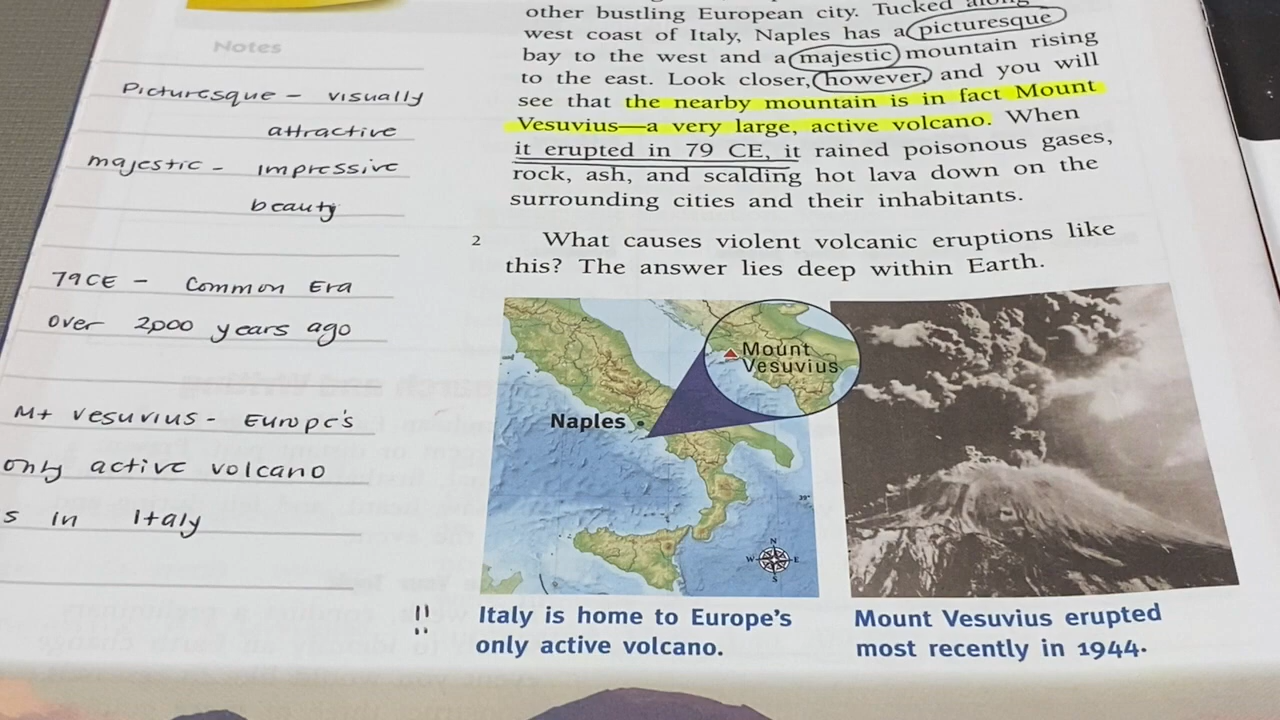 Notes
Picturesque - visually
attractive
majestic - impressive
beauty
79 CE - Common Era
over 2,000 years ago
Mt Vesuvius - Europe's
only active volcano
s in Italy
other bustling European city. Tucked along
west coast of Italy, Naples has a picturesque
bay to the west and a majestic mountain rising
to the east. Look closer, however, and you will
see that the nearby mountain is in fact Mount
Vesuvius—a very large, active volcano. When
it erupted in 79 CE, it rained poisonous gases,
rock, ash, and scalding hot lava down on the
surrounding cities and their inhabitants.
2 What causes violent volcanic eruptions like
this? The answer lies deep within Earth.
Mount
Vesuvius
Naples
39°
N
W E
S
!!
Italy is home to Europe's
only active volcano.
Mount Vesuvius erupted
most recently in 1944.